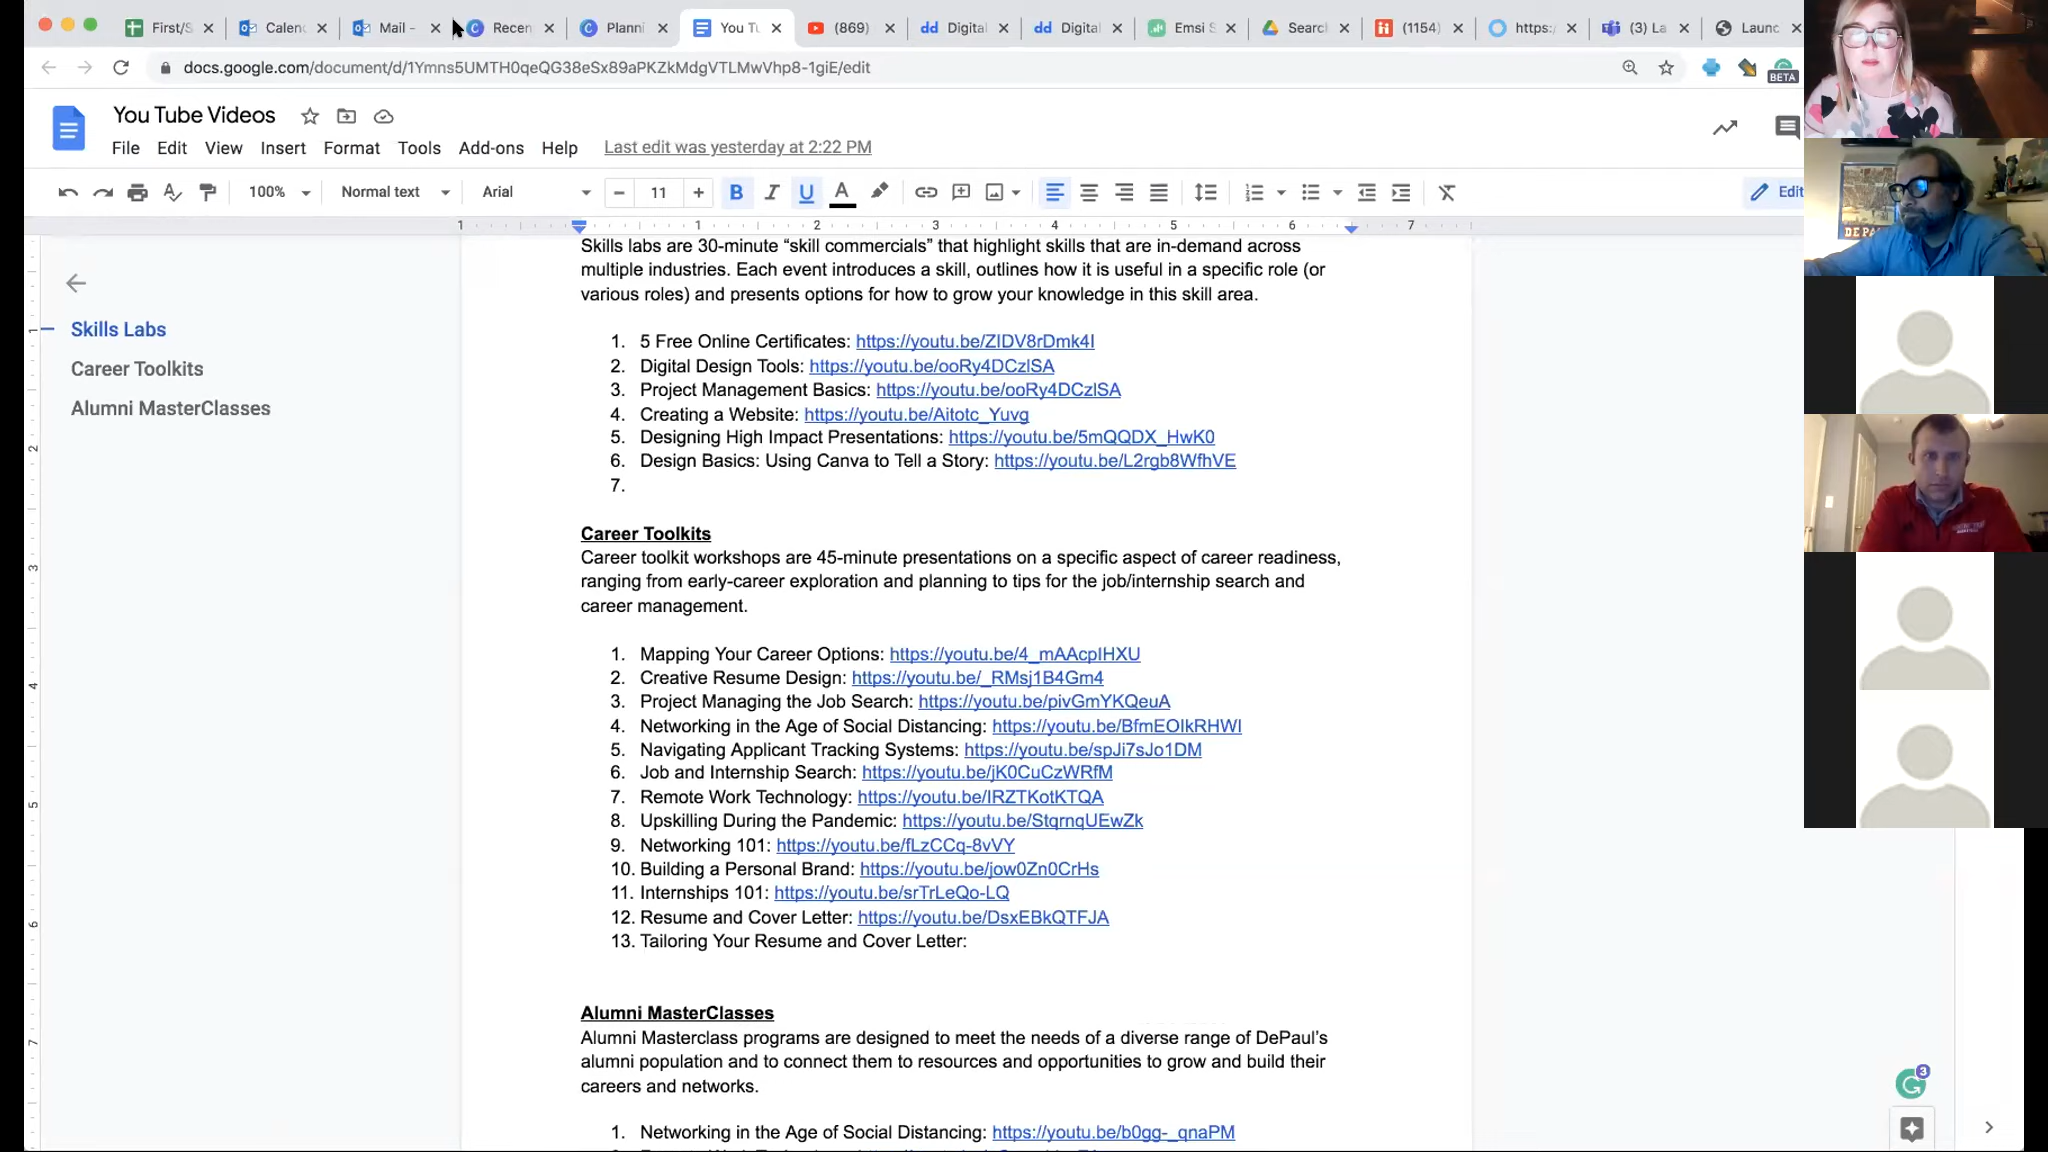 First/S
Calenc
Mail -
Recen
Planni
You Tu
(869)
Digital
Digital
Emsi S
Searc
(1154)
https:/
(3) La
Launc
docs.google.com/document/d/1Ymns5UMTH0qeQG38eSx89aPKZkMdgVTLMwVhp8-1giE/edit
BETA
You Tube Videos
File Edit View Insert Format Tools Add-ons Help Last edit was yesterday at 2:22 PM
100% Normal text Arial 11 B I U A Edit
1 1 2 3 4 5 6 7
Skills Labs
Career Toolkits
Alumni MasterClasses
Skills labs are 30-minute “skill commercials” that highlight skills that are in-demand across
multiple industries. Each event introduces a skill, outlines how it is useful in a specific role (or
various roles) and presents options for how to grow your knowledge in this skill area.
1. 5 Free Online Certificates: https://youtu.be/ZIDV8rDmk4I
2. Digital Design Tools: https://youtu.be/ooRy4DCzlSA
3. Project Management Basics: https://youtu.be/ooRy4DCzlSA
4. Creating a Website: https://youtu.be/Aitotc_Yuvg
5. Designing High Impact Presentations: https://youtu.be/5mQQDX_HwK0
6. Design Basics: Using Canva to Tell a Story: https://youtu.be/L2rgb8WfhVE
7.
Career Toolkits
Career toolkit workshops are 45-minute presentations on a specific aspect of career readiness,
ranging from early-career exploration and planning to tips for the job/internship search and
career management.
1. Mapping Your Career Options: https://youtu.be/4_mAAcpIHXU
2. Creative Resume Design: https://youtu.be/_RMsj1B4Gm4
3. Project Managing the Job Search: https://youtu.be/pivGmYKQeuA
4. Networking in the Age of Social Distancing: https://youtu.be/BfmEOIkRHWI
5. Navigating Applicant Tracking Systems: https://youtu.be/spJi7sJo1DM
6. Job and Internship Search: https://youtu.be/jK0CuCzWRfM
7. Remote Work Technology: https://youtu.be/IRZTKotKTQA
8. Upskilling During the Pandemic: https://youtu.be/StqrnqUEwZk
9. Networking 101: https://youtu.be/fLzCCq-8vVY
10. Building a Personal Brand: https://youtu.be/jow0Zn0CrHs
11. Internships 101: https://youtu.be/srTrLeQo-LQ
12. Resume and Cover Letter: https://youtu.be/DsxEBkQTFJA
13. Tailoring Your Resume and Cover Letter:
Alumni MasterClasses
Alumni Masterclass programs are designed to meet the needs of a diverse range of DePaul’s
alumni population and to connect them to resources and opportunities to grow and build their
careers and networks.
1. Networking in the Age of Social Distancing: https://youtu.be/b0gg-_qnaPM
3